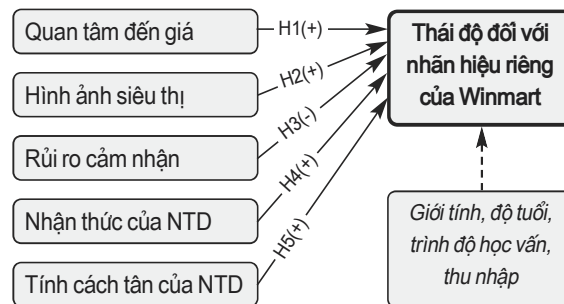 Quan tâm đến giá
H1(+)
Thái độ đối với
nhãn hiệu riêng
của Winmart
Hình ảnh siêu thị
H2(+)
Rủi ro cảm nhận
H3(-)
Nhận thức của NTD
H4(+)
Tính cách tân của NTD
H5(+)
Giới tính, độ tuổi,
trình độ học vấn,
thu nhập